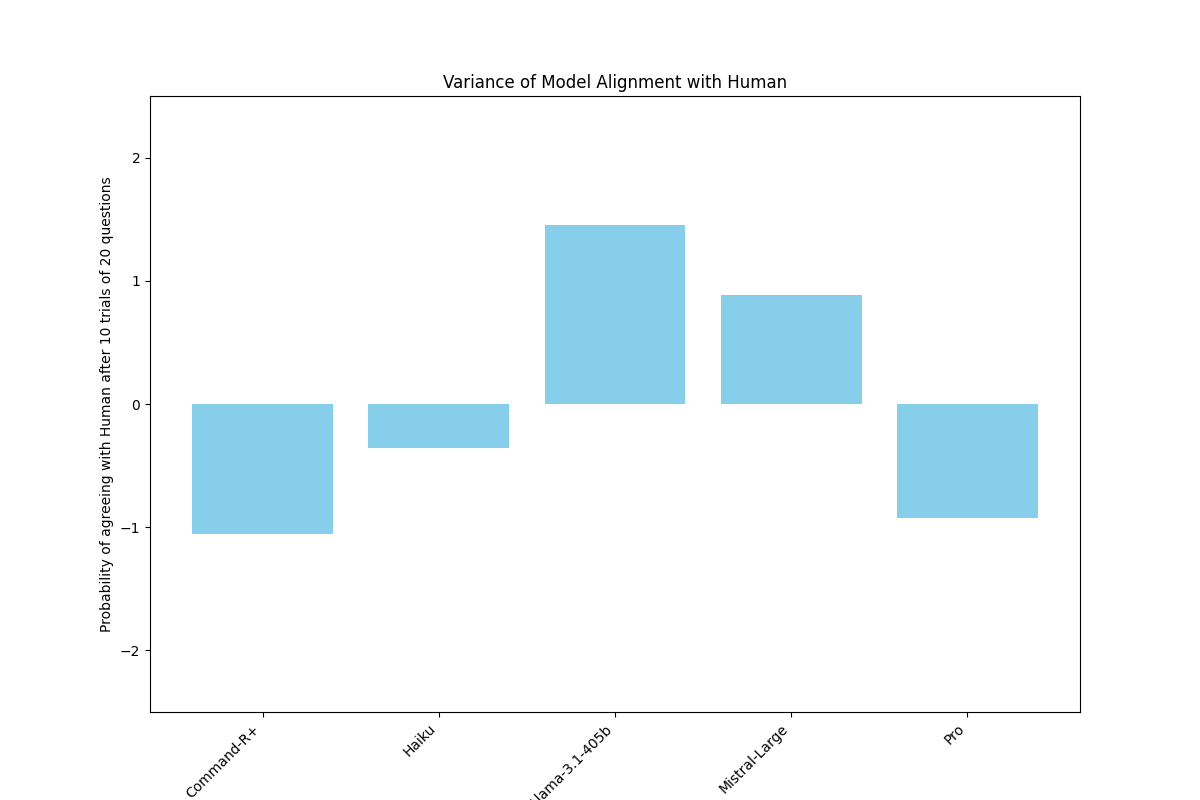 Variance of Model Alignment with Human
Probability of agreeing with Human after 10 trials of 20 questions
2
1
0
−1
−2
Command-R+
Haiku
lama-3.1-405b
Mistral-Large
Pro